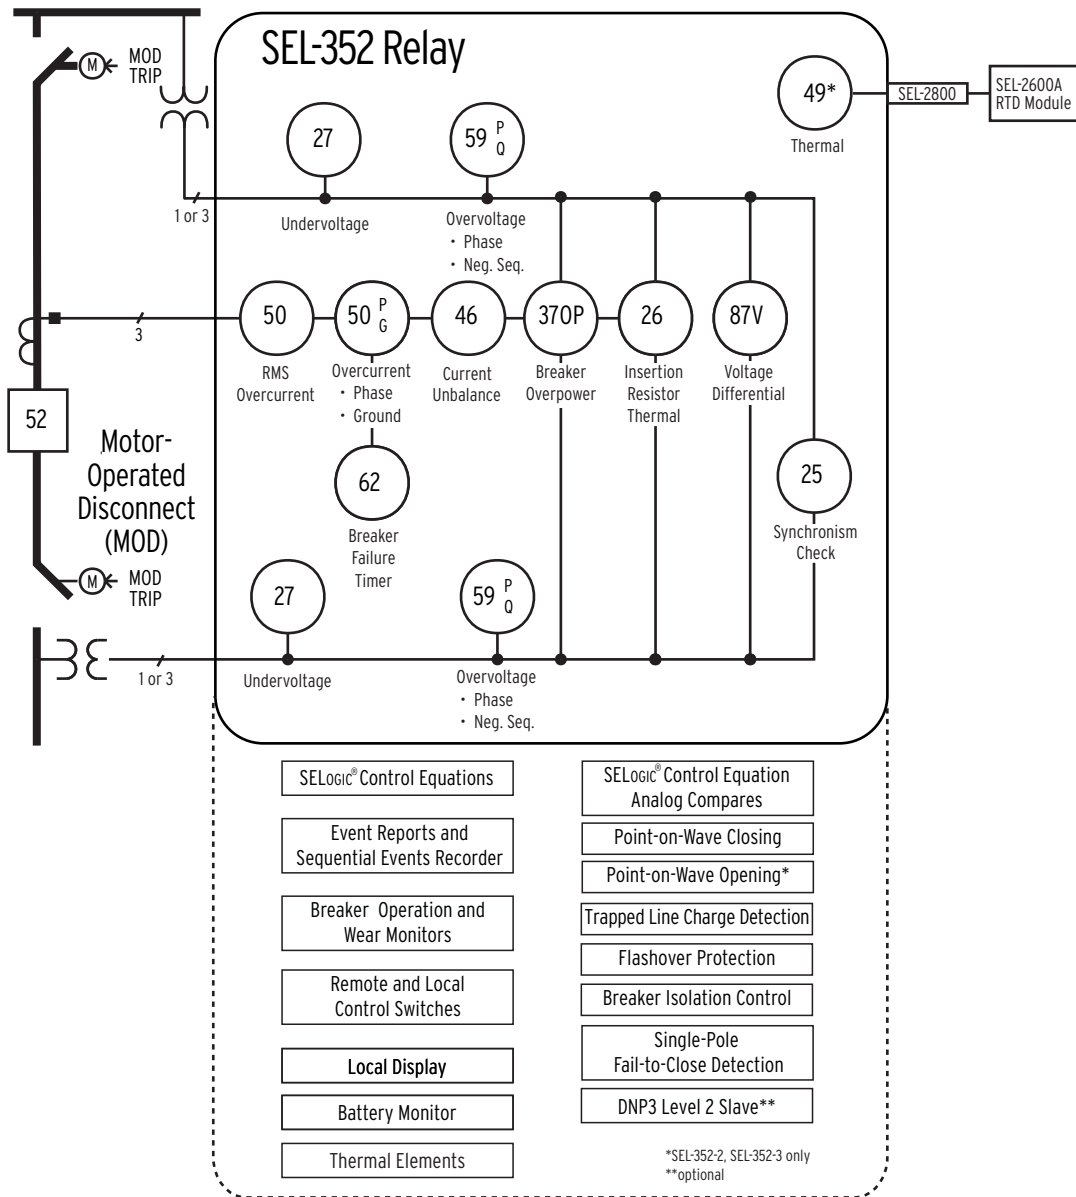 SEL-352 Relay
M
MOD
TRIP
49*
Thermal
SEL-2800
SEL-2600A
RTD Module
27
Undervoltage
59 P
Q
Overvoltage
• Phase
• Neg. Seq.
1 or 3
3
50
RMS
Overcurrent
50 P
G
Overcurrent
• Phase
• Ground
46
Current
Unbalance
370P
Breaker
Overpower
26
Insertion
Resistor
Thermal
87V
Voltage
Differential
52
Motor-
Operated
Disconnect
(MOD)
62
Breaker
Failure
Timer
25
Synchronism
Check
M
MOD
TRIP
27
Undervoltage
59 P
Q
Overvoltage
• Phase
• Neg. Seq.
1 or 3
SELOGIC® Control Equations
Event Reports and
Sequential Events Recorder
Breaker Operation and
Wear Monitors
Remote and Local
Control Switches
Local Display
Battery Monitor
Thermal Elements
SELOGIC® Control Equation
Analog Compares
Point-on-Wave Closing
Point-on-Wave Opening*
Trapped Line Charge Detection
Flashover Protection
Breaker Isolation Control
Single-Pole
Fail-to-Close Detection
DNP3 Level 2 Slave**
*SEL-352-2, SEL-352-3 only
**optional